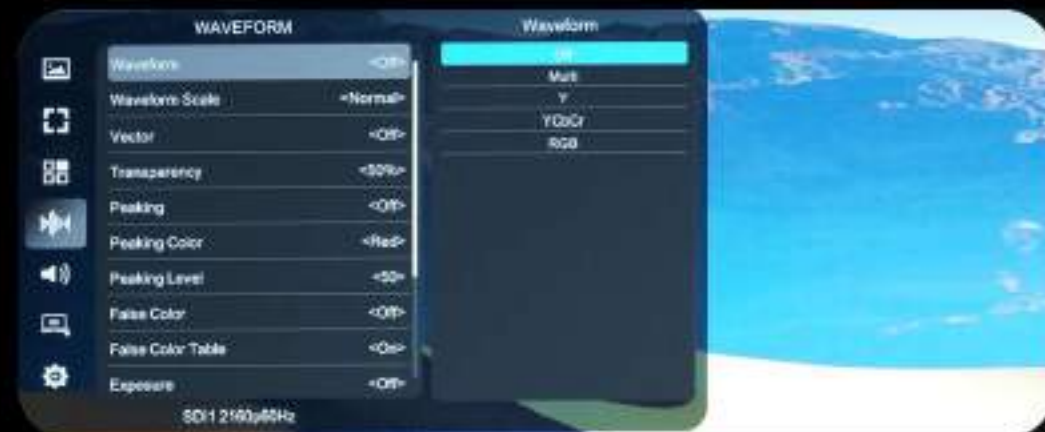 WAVEFORM
Waveform <Off>
Waveform Scale <Normal>
Vector <Off>
Transparency <50%>
Peaking <Off>
Peaking Color <Red>
Peaking Level <50>
False Color <Off>
False Color Table <On>
Exposure <Off>
SDI1 2160p60Hz
Waveform
Off
Multi
Y
YCbCr
RGB